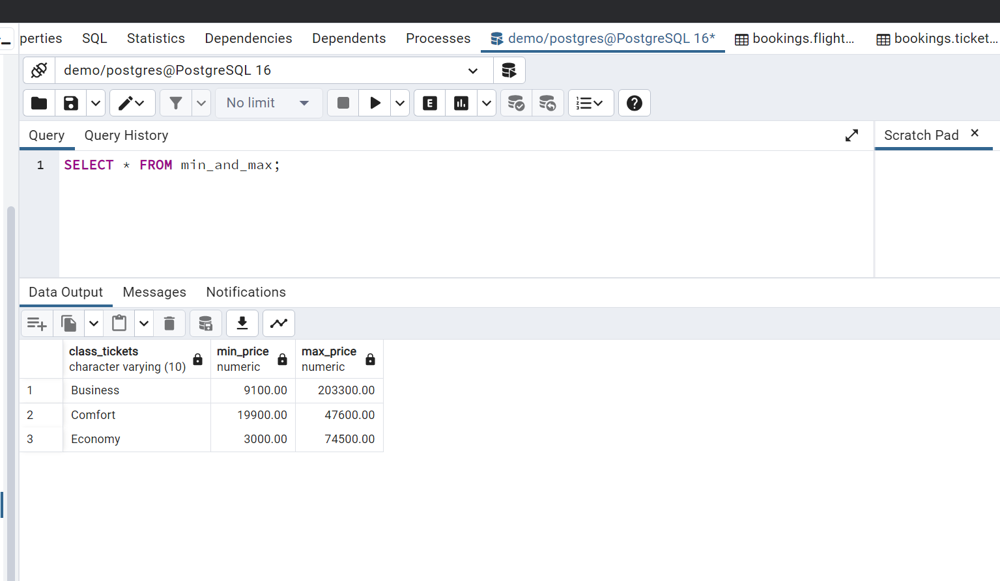 perties SQL Statistics Dependencies Dependents Processes demo/postgres@PostgreSQL 16* bookings.flight... bookings.ticket...
demo/postgres@PostgreSQL 16
No limit E
Query Query History Scratch Pad
1 SELECT * FROM min_and_max;
Data Output Messages Notifications
class_tickets min_price max_price
character varying (10) numeric numeric
1 Business 9100.00 203300.00
2 Comfort 19900.00 47600.00
3 Economy 3000.00 74500.00